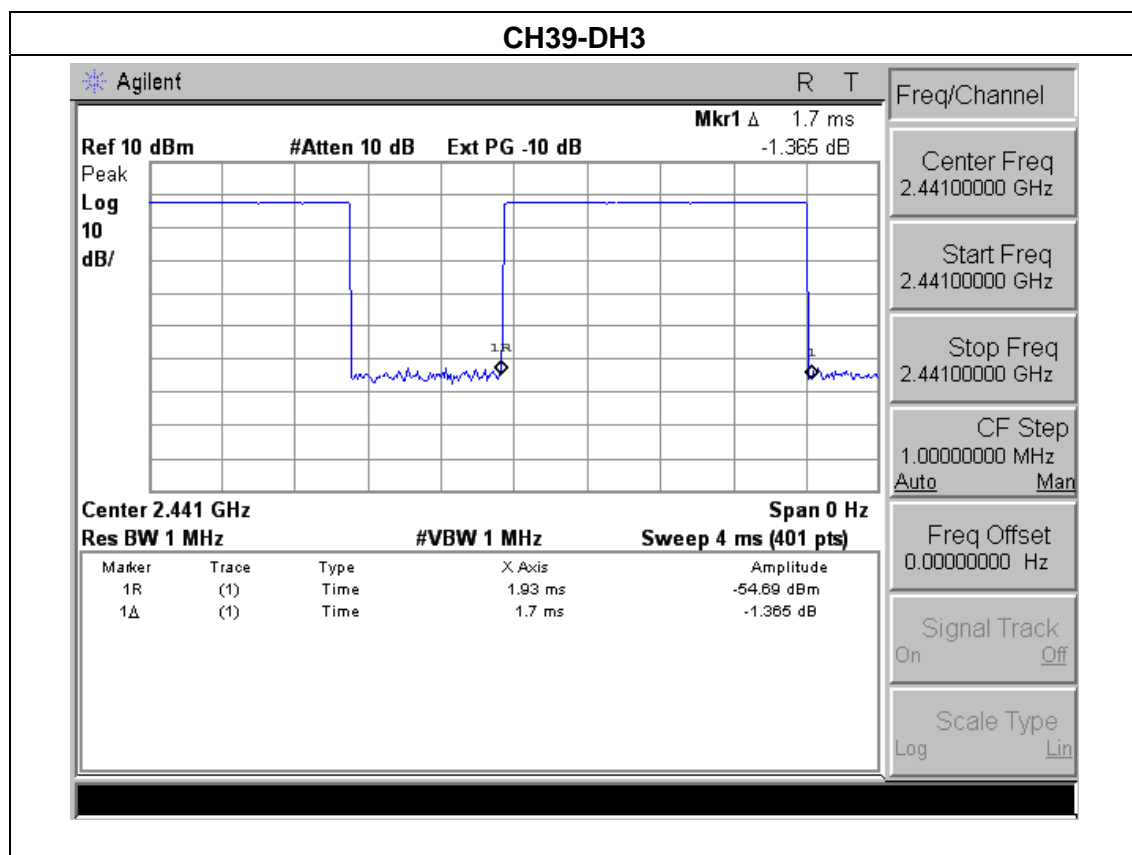 CH39-DH3
Agilent R T
Freq/Channel
Mkr1 Δ 1.7 ms
Ref 10 dBm #Atten 10 dB Ext PG -10 dB -1.365 dB
Peak
Log
10
dB/
1R
1
Center Freq
2.44100000 GHz
Start Freq
2.44100000 GHz
Stop Freq
2.44100000 GHz
CF Step
1.00000000 MHz
Auto Man
Freq Offset
0.00000000 Hz
Signal Track
On Off
Scale Type
Log Lin
Center 2.441 GHz Span 0 Hz
Res BW 1 MHz #VBW 1 MHz Sweep 4 ms (401 pts)
Marker Trace Type X Axis Amplitude
1R (1) Time 1.93 ms -54.69 dBm
1Δ (1) Time 1.7 ms -1.365 dB